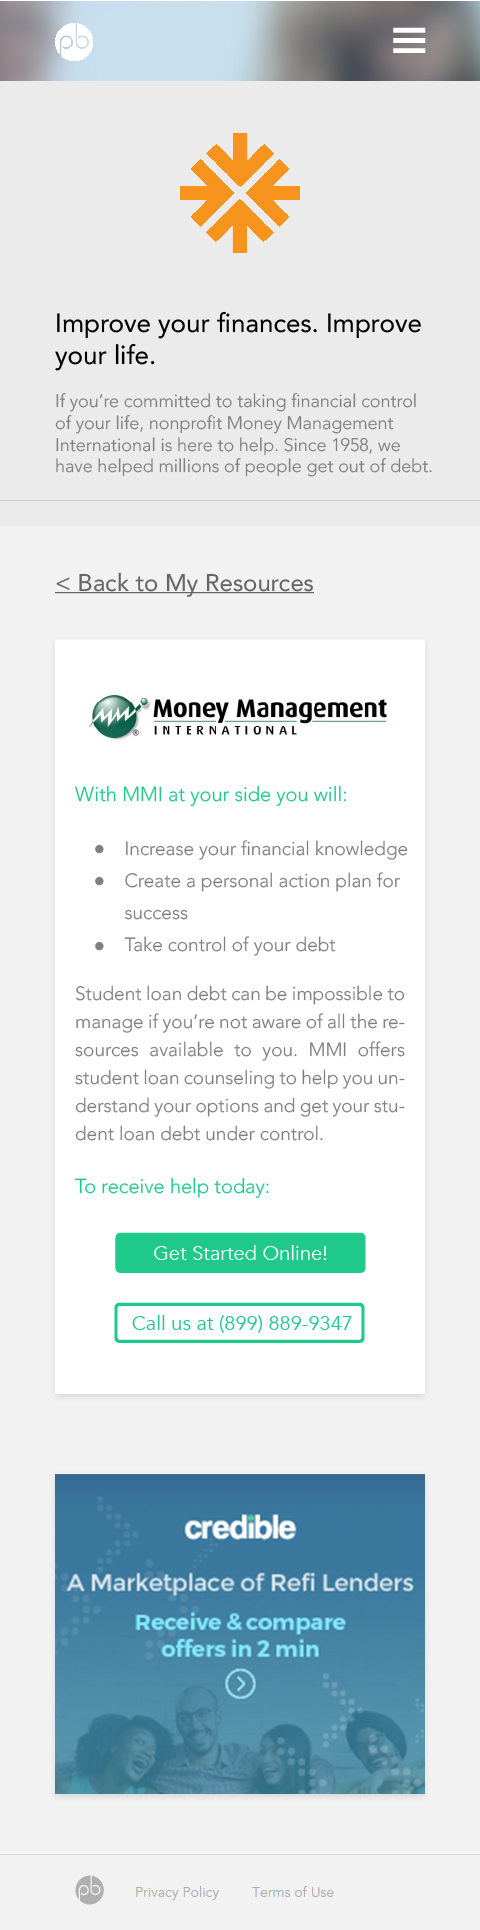 pb
Improve your finances. Improve
your life.
If you’re committed to taking financial control
of your life, nonprofit Money Management
International is here to help. Since 1958, we
have helped millions of people get out of debt.
< Back to My Resources
Money Management
®
INTERNATIONAL
With MMI at your side you will:
● Increase your financial knowledge
● Create a personal action plan for
success
● Take control of your debt
Student loan debt can be impossible to
manage if you’re not aware of all the re-
sources available to you. MMI offers
student loan counseling to help you un-
derstand your options and get your stu-
dent loan debt under control.
To receive help today:
Get Started Online!
Call us at (899) 889-9347
credible
A Marketplace of Refi Lenders
Receive & compare
offers in 2 min
pb Privacy Policy Terms of Use